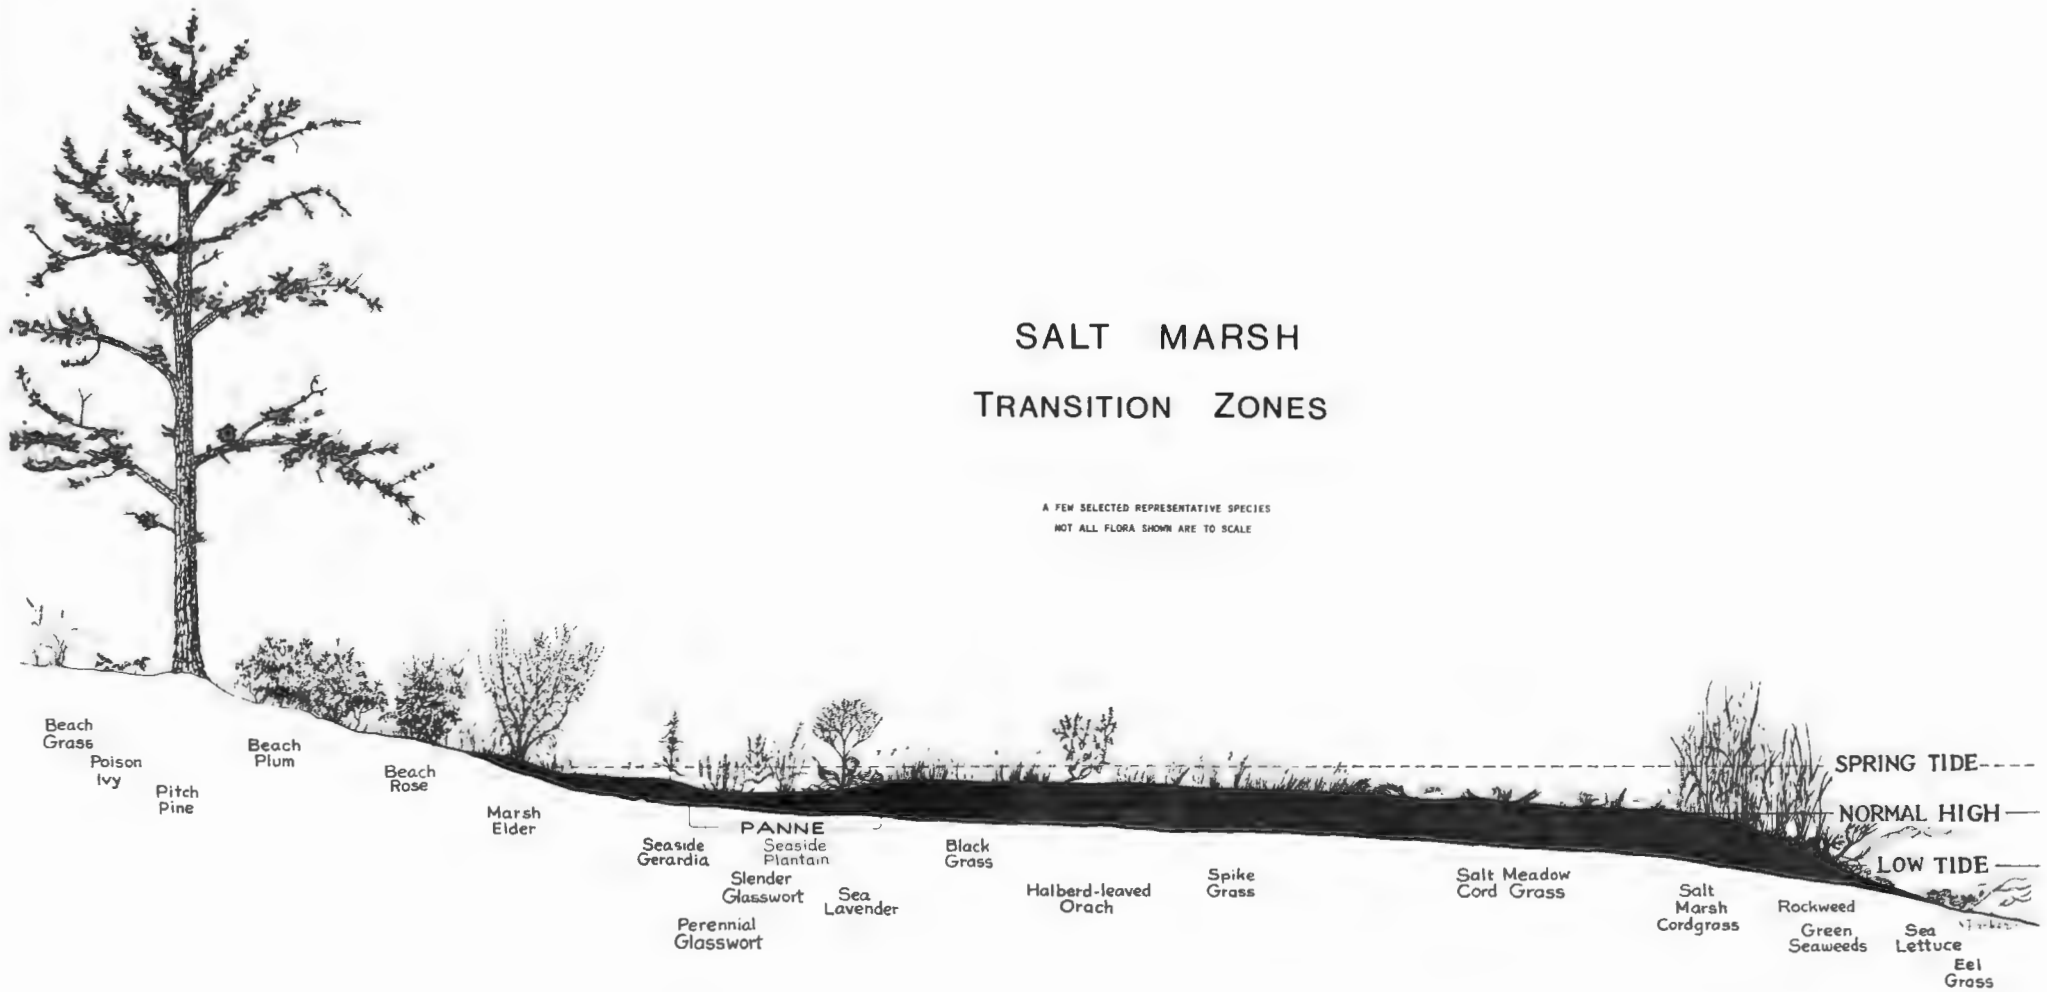 SALT MARSH
TRANSITION ZONES
A FEW SELECTED REPRESENTATIVE SPECIES
NOT ALL FLORA SHOWN ARE TO SCALE
SPRING TIDE
NORMAL HIGH
LOW TIDE
Beach
Grass
Poison
Ivy
Pitch
Pine
Beach
Plum
Beach
Rose
Marsh
Elder
Seaside
Gerardia
PANNE
Seaside
Plantain
Slender
Glasswort
Perennial
Glasswort
Sea
Lavender
Black
Grass
Halberd-leaved
Orach
Spike
Grass
Salt Meadow
Cord Grass
Salt
Marsh
Cordgrass
Rockweed
Green
Seaweeds
Sea
Lettuce
Eel
Grass